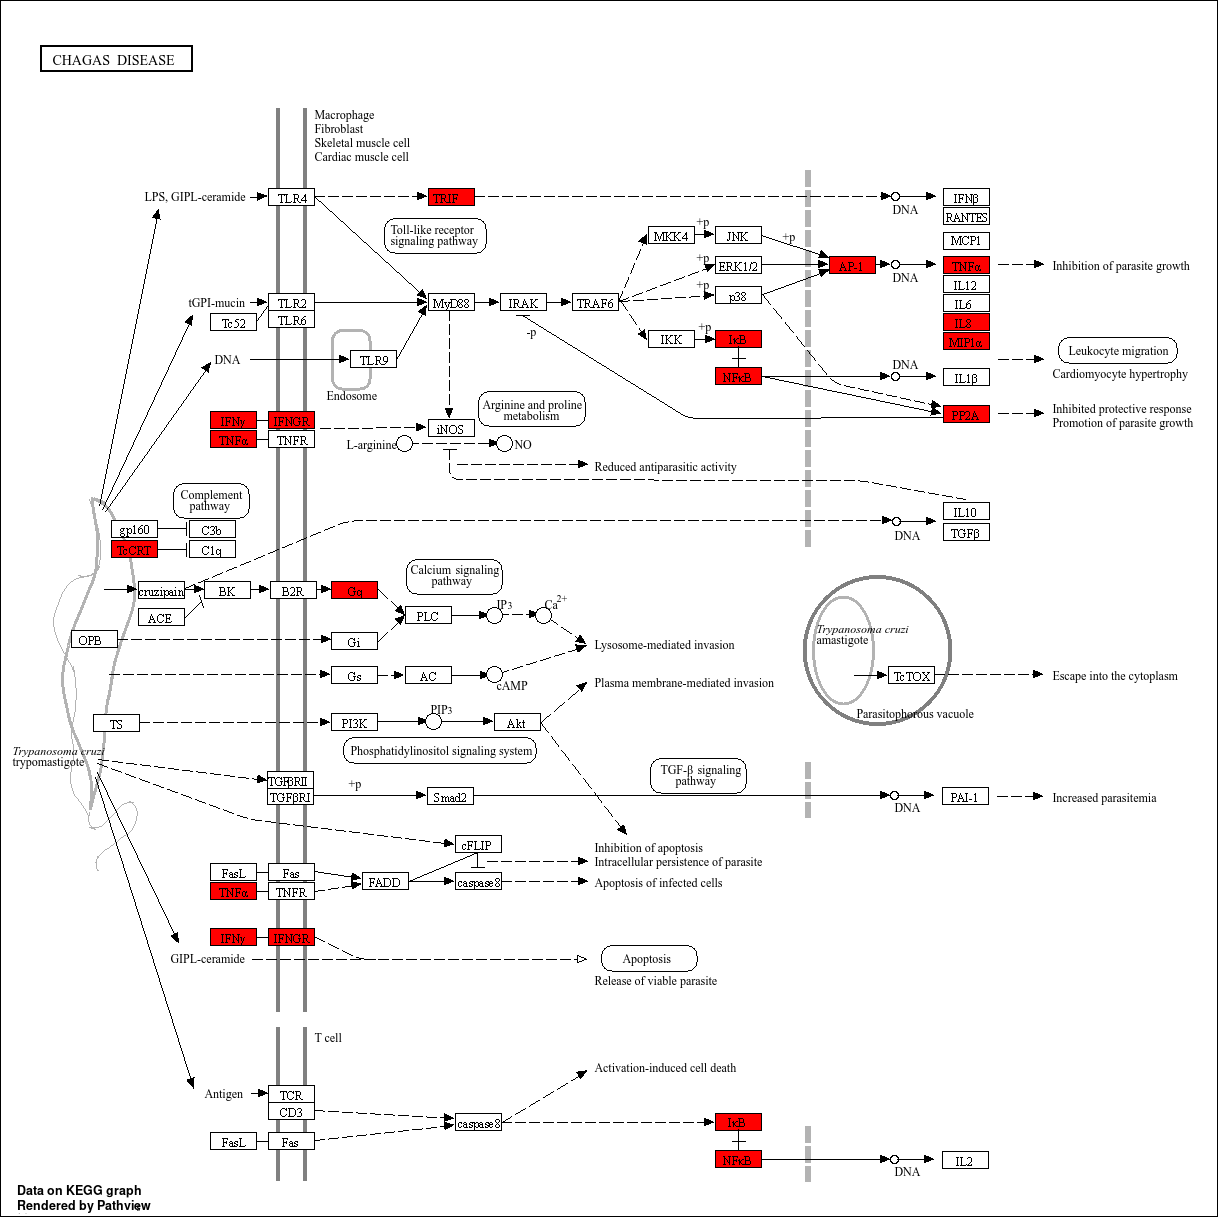 CHAGAS DISEASE
Macrophage
Fibroblast
Skeletal muscle cell
Cardiac muscle cell
LPS, GIPL-ceramide
TLR4
TRIF
DNA
IFNβ
RANTES
Toll-like receptor
signaling pathway
MKK4
+p
JNK
+p
MCP1
+p
ERK1/2
AP-1
DNA
TNFα
Inhibition of parasite growth
IL12
+p
p38
IL6
tGPI-mucin
TLR2
MyD88
IRAK
TRAF6
Tc52
TLR6
IL8
-p
+p
IKK
IκB
MIP1α
DNA
TLR9
Endosome
Leukocyte migration
Cardiomyocyte hypertrophy
NFκB
DNA
IL1β
Arginine and proline
metabolism
PP2A
Inhibited protective response
Promotion of parasite growth
IFNγ
IFNGR
iNOS
TNFα
TNFR
L-arginine
NO
Reduced antiparasitic activity
Complement
pathway
IL10
gp160
C3b
DNA
TGFβ
TcCRT
C1q
Calcium signaling
pathway
cruzipain
BK
B2R
Gq
IP3
Ca2+
ACE
PLC
OPB
Gi
Lysosome-mediated invasion
Trypanosoma cruzi
amastigote
Gs
AC
cAMP
TcTOX
Escape into the cytoplasm
Plasma membrane-mediated invasion
Parasitophorous vacuole
TS
PI3K
PIP3
Akt
Phosphatidylinositol signaling system
Trypanosoma cruzi
trypomastigote
TGFβRII
TGFβRI
+p
Smad2
TGF-β signaling
pathway
DNA
PAI-1
Increased parasitemia
cFLIP
Inhibition of apoptosis
Intracellular persistence of parasite
FasL
Fas
FADD
caspase8
Apoptosis of infected cells
TNFα
TNFR
IFNγ
IFNGR
GIPL-ceramide
Apoptosis
Release of viable parasite
T cell
Activation-induced cell death
Antigen
TCR
CD3
caspase8
IκB
FasL
Fas
NFκB
DNA
IL2
Data on KEGG graph
Rendered by Pathview